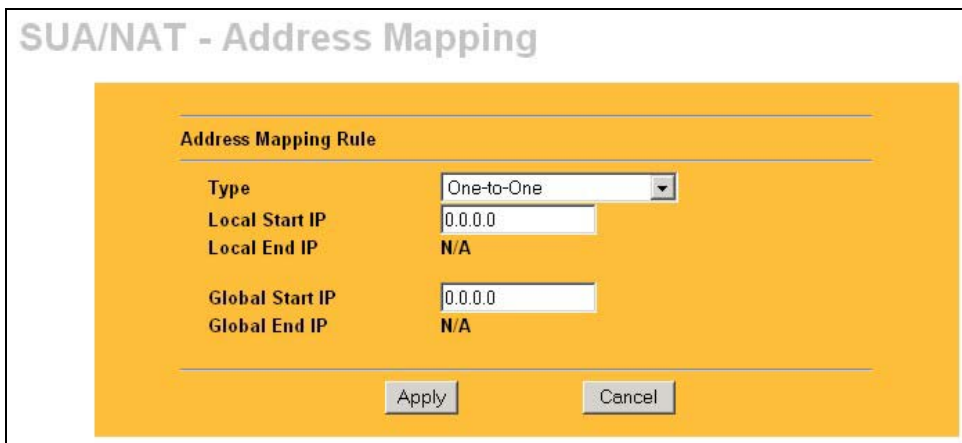 SUA/NAT - Address Mapping
Address Mapping Rule
Type One-to-One
Local Start IP 0.0.0.0
Local End IP N/A
Global Start IP 0.0.0.0
Global End IP N/A
Apply Cancel